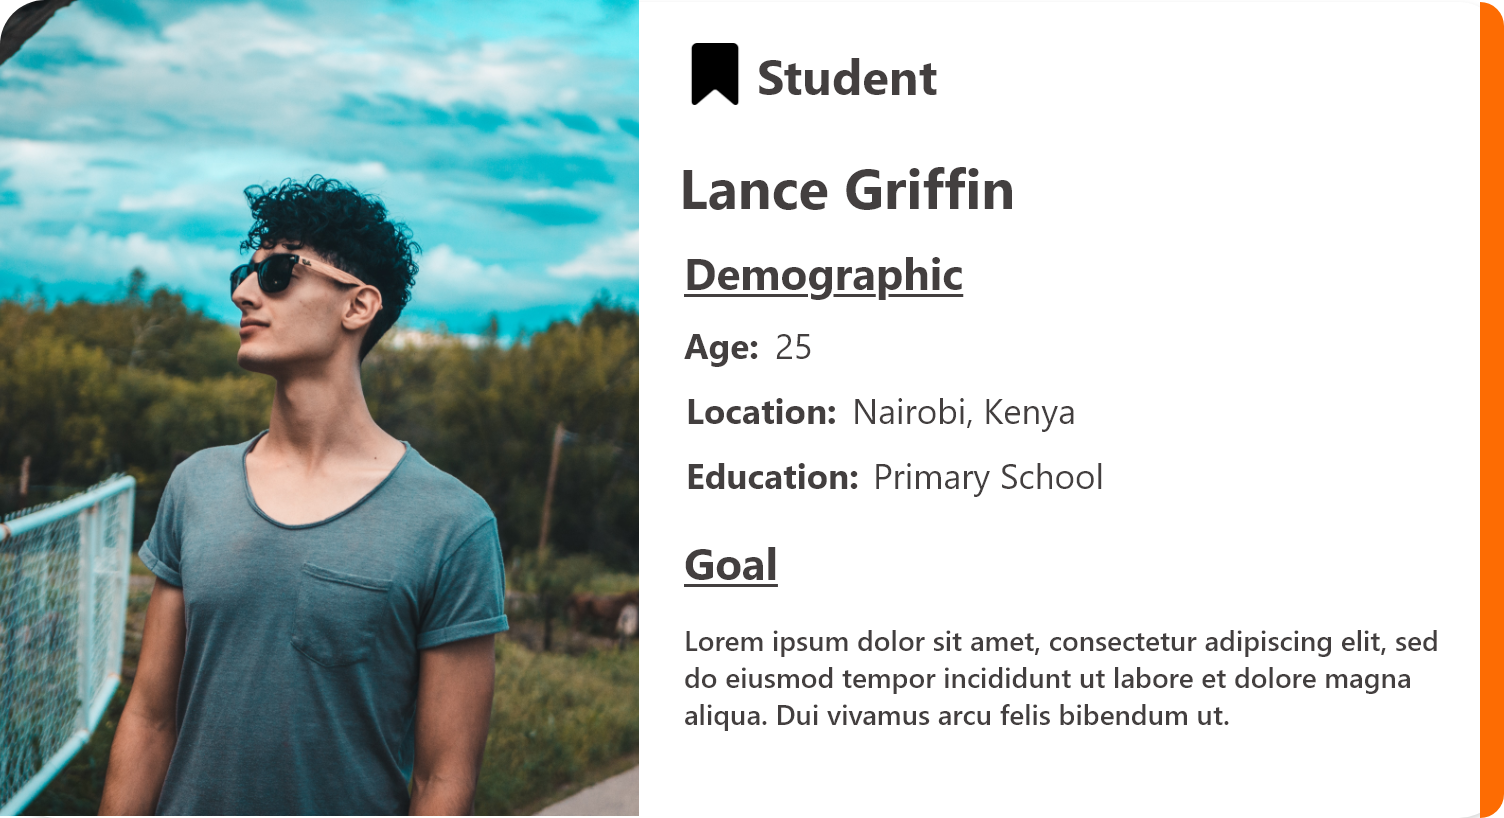 Student
Lance Griffin
Demographic
Age: 25
Location: Nairobi, Kenya
Education: Primary School
Goal
Lorem ipsum dolor sit amet, consectetur adipiscing elit, sed
do eiusmod tempor incididunt ut labore et dolore magna
aliqua. Dui vivamus arcu felis bibendum ut.